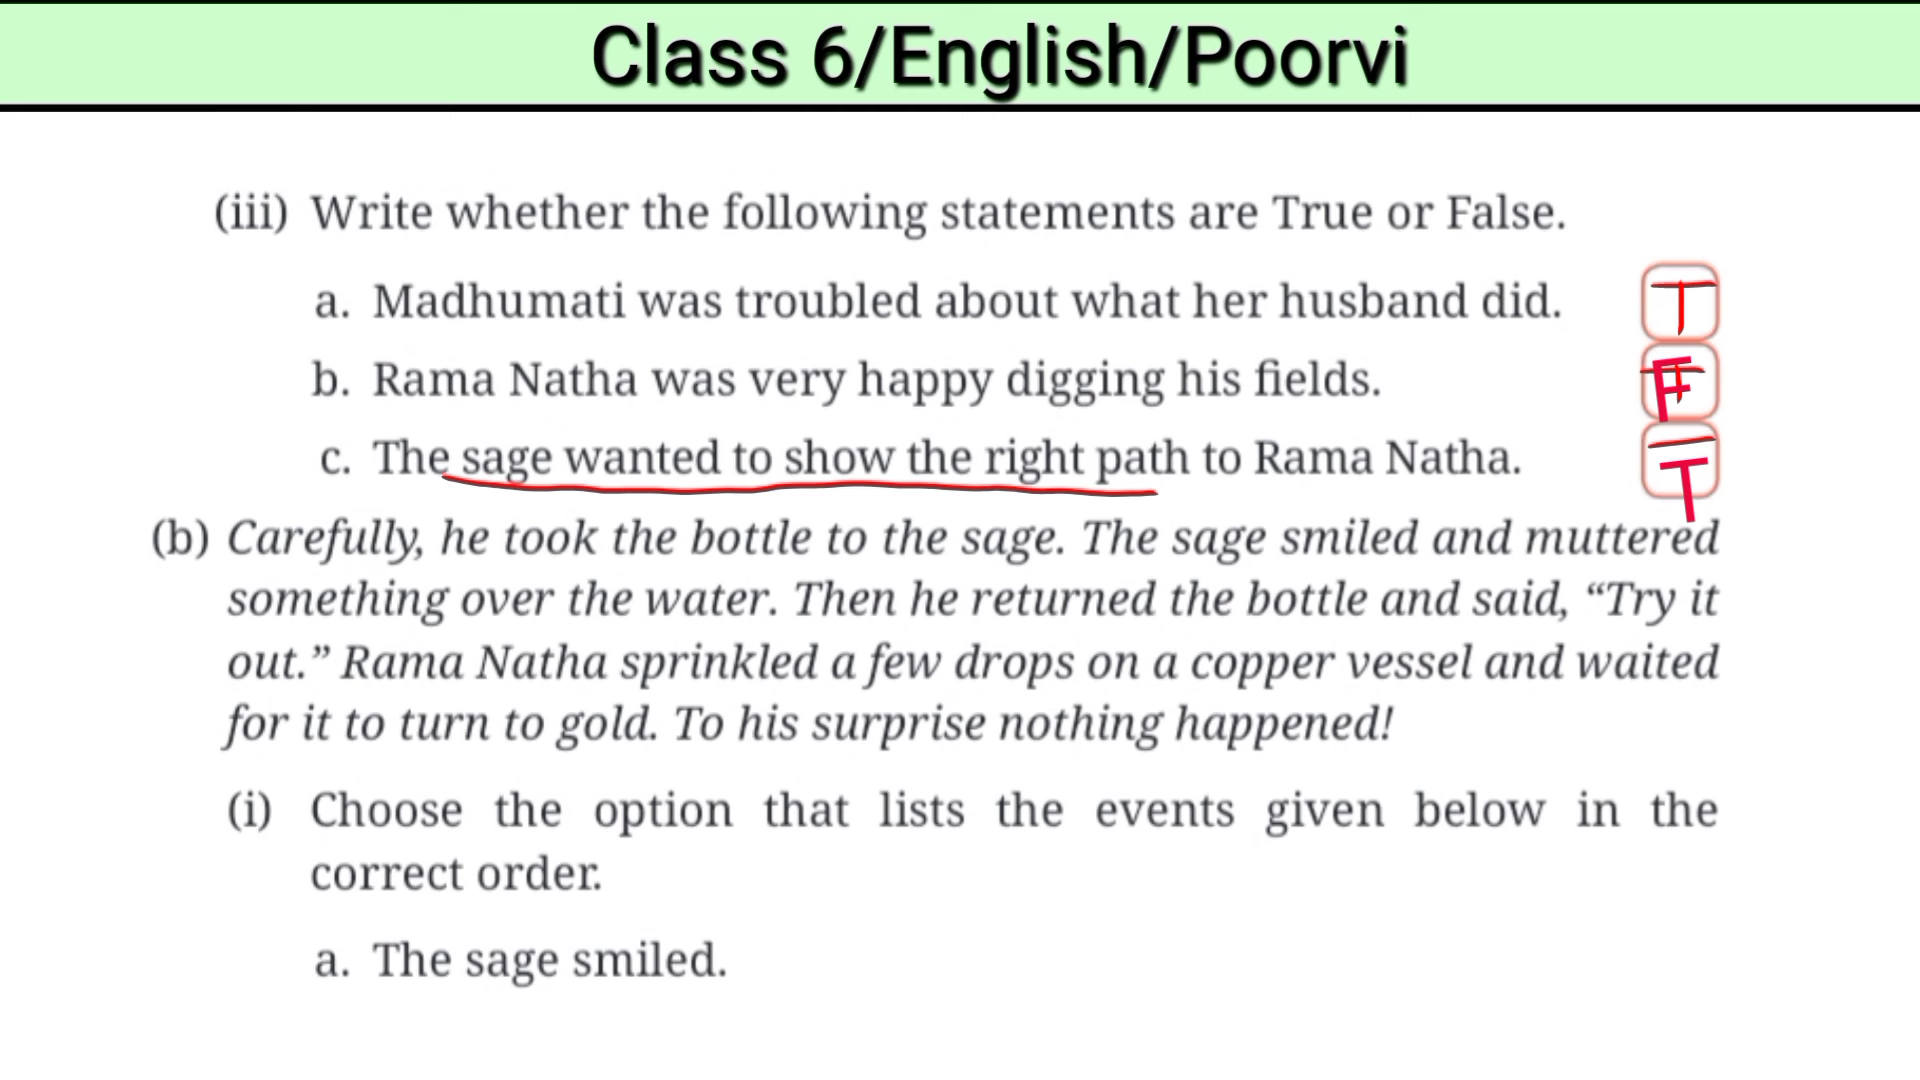 Class 6/English/Poorvi
(iii) Write whether the following statements are True or False.
a. Madhumati was troubled about what her husband did. T
b. Rama Natha was very happy digging his fields. F
c. The sage wanted to show the right path to Rama Natha. T
(b) Carefully, he took the bottle to the sage. The sage smiled and muttered
something over the water. Then he returned the bottle and said, “Try it
out.” Rama Natha sprinkled a few drops on a copper vessel and waited
for it to turn to gold. To his surprise nothing happened!
(i) Choose the option that lists the events given below in the
correct order.
a. The sage smiled.